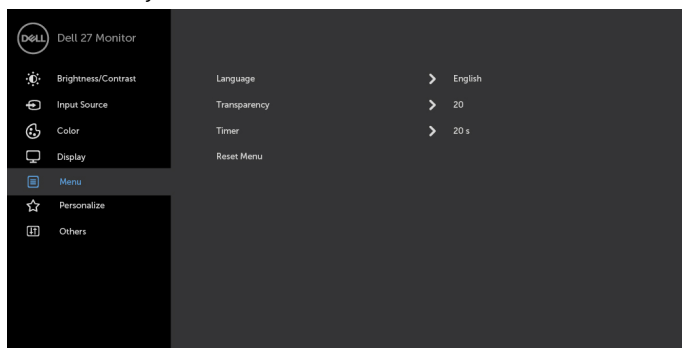 DELL Dell 27 Monitor
Brightness/Contrast Language English
Input Source Transparency 20
Color Timer 20 s
Display Reset Menu
Menu
Personalize
Others